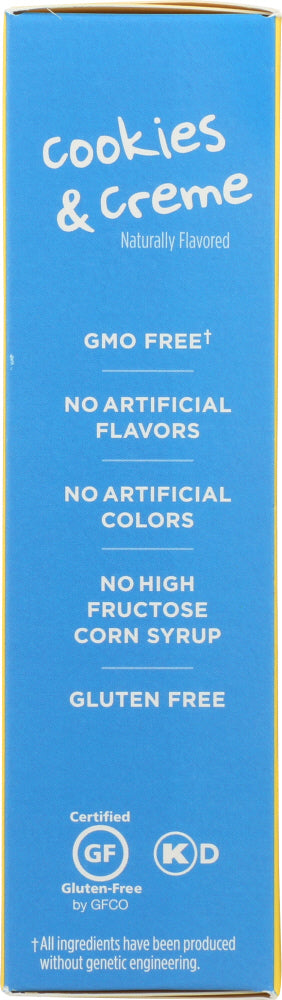 Cookies
& Creme
Naturally Flavored
GMO FREE†
NO ARTIFICIAL
FLAVORS
NO ARTIFICIAL
COLORS
NO HIGH
FRUCTOSE
CORN SYRUP
GLUTEN FREE
Certified
GF
Gluten-Free
by GFCO
K D
†All ingredients have been produced
without genetic engineering.